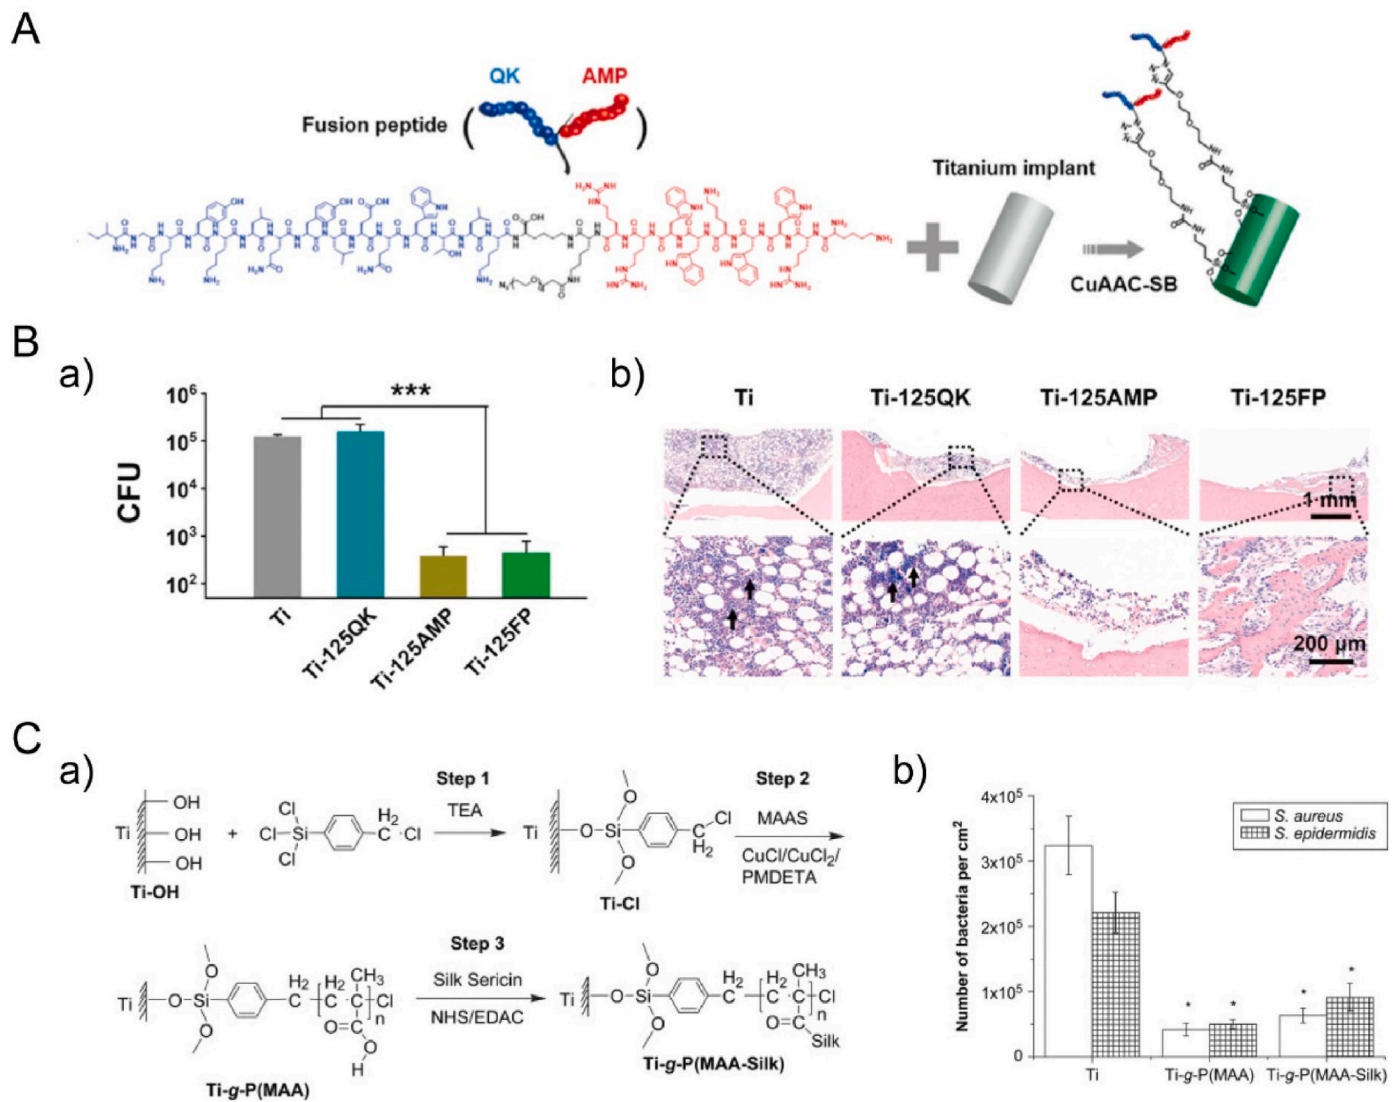 A
QK AMP
Fusion peptide
Titanium implant
CuAAC-SB
B
a)
CFU
10⁶
10⁵
10⁴
10³
10²
***
Ti
Ti-125QK
Ti-125AMP
Ti-125FP
b)
Ti Ti-125QK Ti-125AMP Ti-125FP
1 mm
200 µm
C
a)
Ti
OH
OH
OH
Ti-OH
+
Cl
Cl Si
Cl
H₂
C Cl
Step 1
TEA
Ti
O Si
O
O
Cl
C
H₂
Ti-Cl
Step 2
MAAS
CuCl/CuCl₂/
PMDETA
Ti
O Si
O
O
H₂
C
H₂
C
CH₃
C Cl
n
O C
O
H
Ti-g-P(MAA)
Step 3
Silk Sericin
NHS/EDAC
Ti
O Si
O
O
H₂
C
H₂
C
CH₃
C Cl
n
O=C
Silk
Ti-g-P(MAA-Silk)
b)
Number of bacteria per cm²
4x10⁵
3x10⁵
2x10⁵
1x10⁵
0
S. aureus
S. epidermidis
* * * *
Ti Ti-g-P(MAA) Ti-g-P(MAA-Silk)